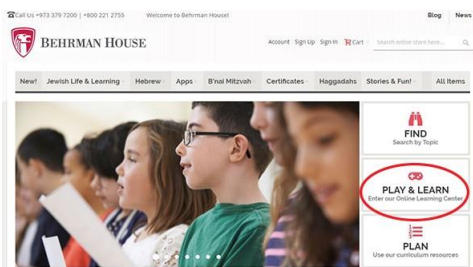 Call Us +973 379 7200 | +800 221 2755 Welcome to Behrman House! Blog News
BEHRMAN HOUSE Account Sign Up Sign In Cart Search entire store here...
New! Jewish Life & Learning Hebrew Apps B'nai Mitzvah Certificates Haggadahs Stories & Fun! All Items
FIND
Search by Topic
PLAY & LEARN
Enter our Online Learning Center
PLAN
Use our curriculum resources